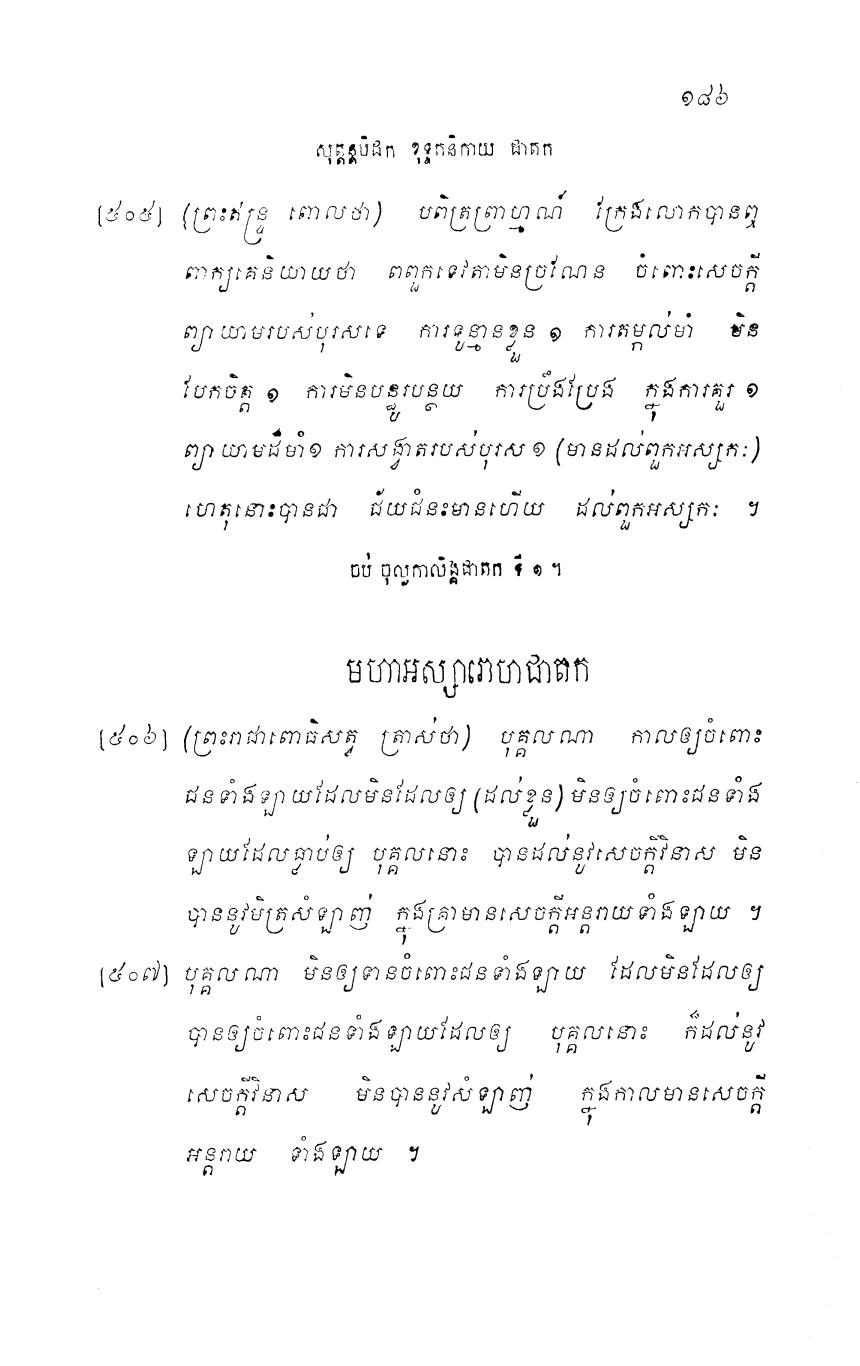 ១៨៦
សុត្តន្តបិដក ខុទ្ទកនិកាយ ជាតក
[៥០៥] (ព្រះឥន្ទ្រ ពោលថា) បពិត្រព្រាហ្មណ៍ ក្រែងលោកបានឮ
ពាក្យគេនិយាយថា ពពួកទេវតាមិនច្រណែន ចំពោះសេចក្តី
ព្យាយាមរបស់បុរសទេ ការទូន្មានខ្លួន ១ ការតម្កល់មាំ មិន
បែកចិត្ត ១ ការមិនបន្ធូរបន្ថយ ការប្រឹងប្រែង ក្នុងការគួរ ១
ព្យាយាមដ៏មាំ១ ការសង្វាតរបស់បុរស ១ (មានដល់ពួកអស្សកៈ)
ហេតុនោះបានជា ជ័យជំនះមានហើយ ដល់ពួកអស្សកៈ ។
ចប់ ចុល្លកាលិង្គជាតក ទី ១ ។
មហាអស្សារោហជាតក
[៥០៦] (ព្រះរាជាពោធិសត្វ ត្រាស់ថា) បុគ្គលណា កាលឲ្យចំពោះ
ជនទាំងឡាយដែលមិនដែលឲ្យ (ដល់ខ្លួន) មិនឲ្យចំពោះជនទាំង
ឡាយដែលធ្លាប់ឲ្យ បុគ្គលនោះ បានដល់នូវសេចក្តីវិនាស មិន
បាននូវមិត្រសំឡាញ់ ក្នុងគ្រាមានសេចក្តីអន្តរាយទាំងឡាយ ។
[៥០៧] បុគ្គលណា មិនឲ្យទានចំពោះជនទាំងឡាយ ដែលមិនដែលឲ្យ
បានឲ្យចំពោះជនទាំងឡាយដែលឲ្យ បុគ្គលនោះ ក៏ដល់នូវ
សេចក្តីវិនាស មិនបាននូវសំឡាញ់ ក្នុងកាលមានសេចក្តី
អន្តរាយ ទាំងឡាយ ។